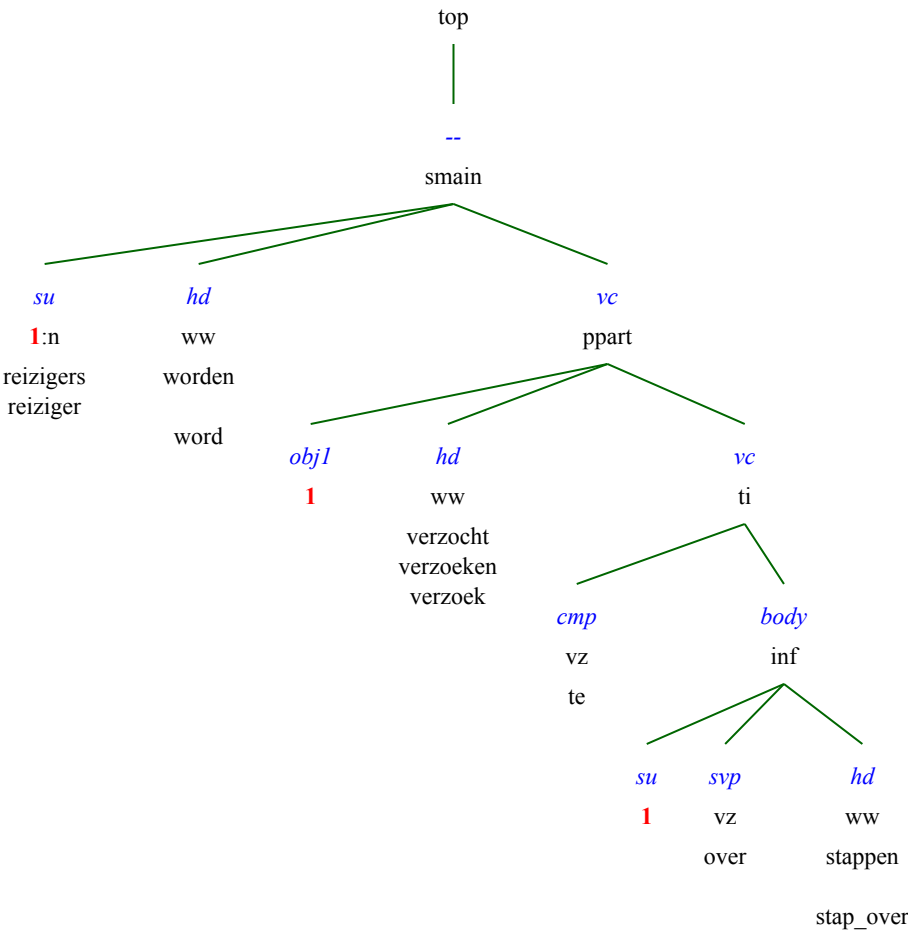 top
--
smain
su hd vc
1:n ww ppart
reizigers worden
reiziger
word
obj1 hd vc
1 ww ti
verzocht
verzoeken
verzoek
cmp body
vz inf
te
su svp hd
1 vz ww
over stappen
stap_over